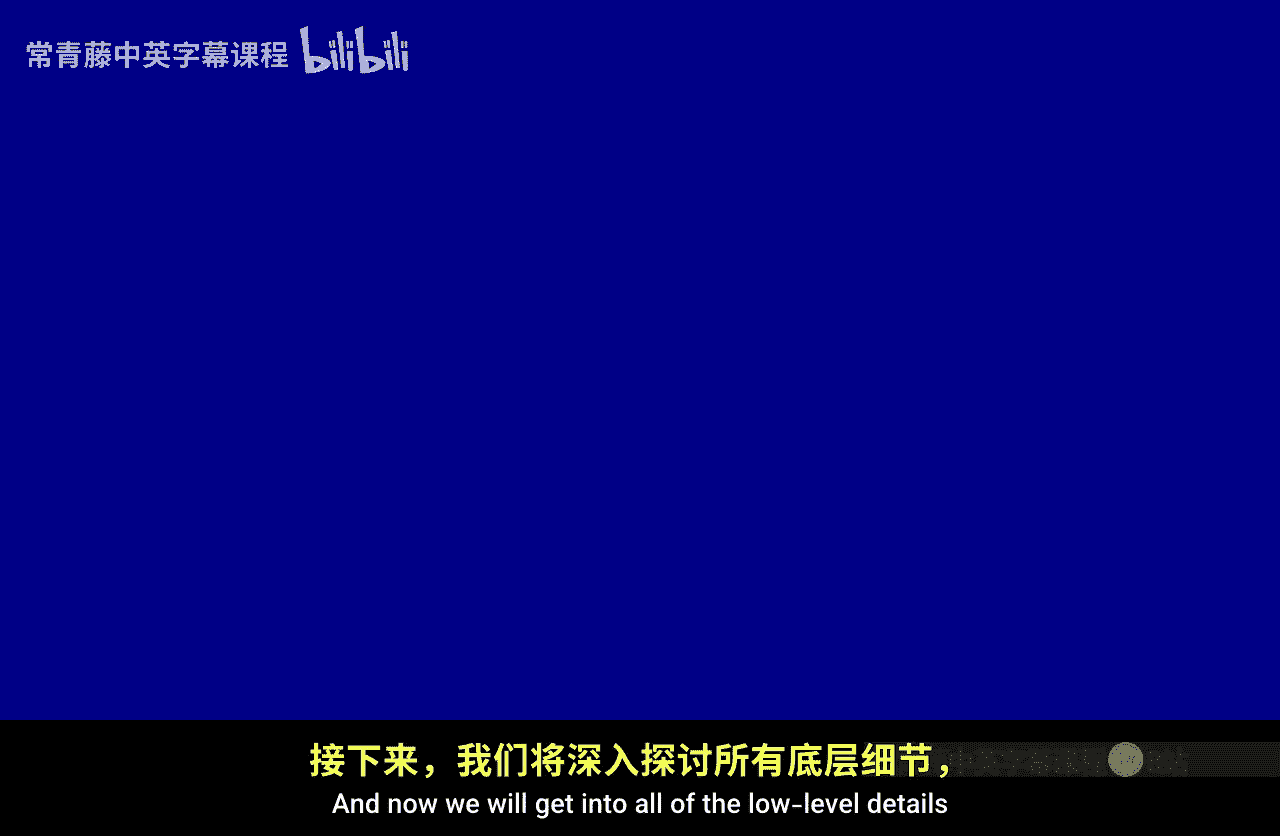 常青藤中英字幕课程 bilibili
接下来，我们将深入探讨所有底层细节，
And now we will get into all of the low-level details